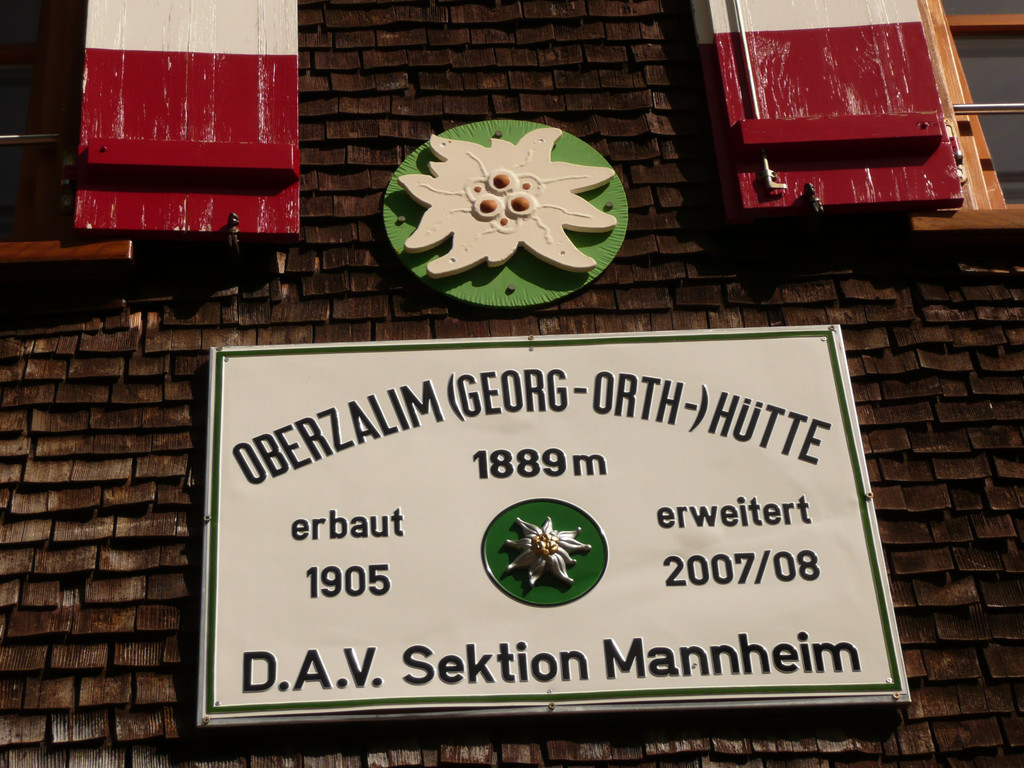 OBERZALIM (GEORG-ORTH-) HÜTTE
1889 m
erbaut
1905
erweitert
2007/08
D.A.V. Sektion Mannheim